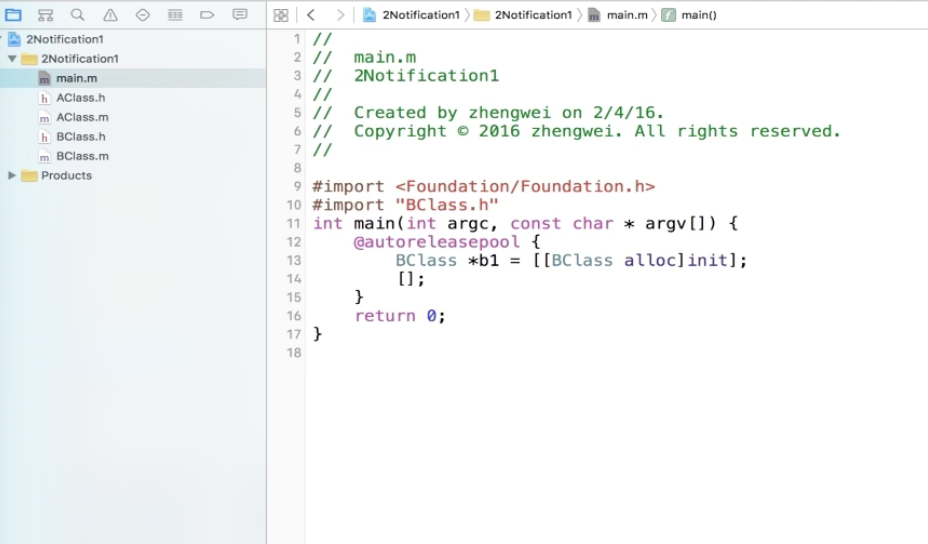 2Notification1 2Notification1 main.m main()
2Notification1
2Notification1
main.m
AClass.h
AClass.m
BClass.h
BClass.m
Products
1 //
2 //  main.m
3 //  2Notification1
4 //
5 //  Created by zhengwei on 2/4/16.
6 //  Copyright © 2016 zhengwei. All rights reserved.
7 //
8
9 #import <Foundation/Foundation.h>
10 #import "BClass.h"
11 int main(int argc, const char * argv[]) {
12     @autoreleasepool {
13         BClass *b1 = [[BClass alloc]init];
14         [];
15     }
16     return 0;
17 }
18